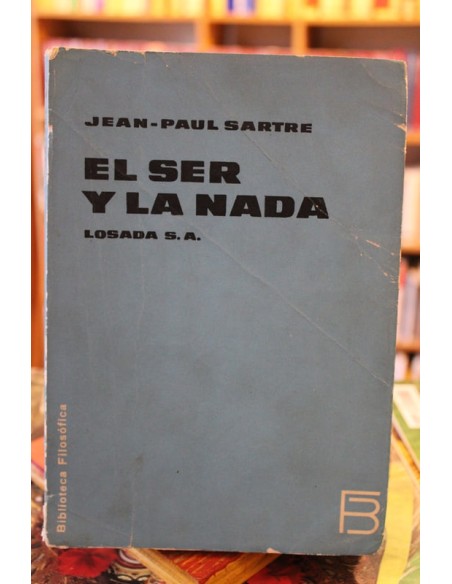 JEAN-PAUL SARTRE
EL SER
Y LA NADA
LOSADA S.A.
Biblioteca Filosófica